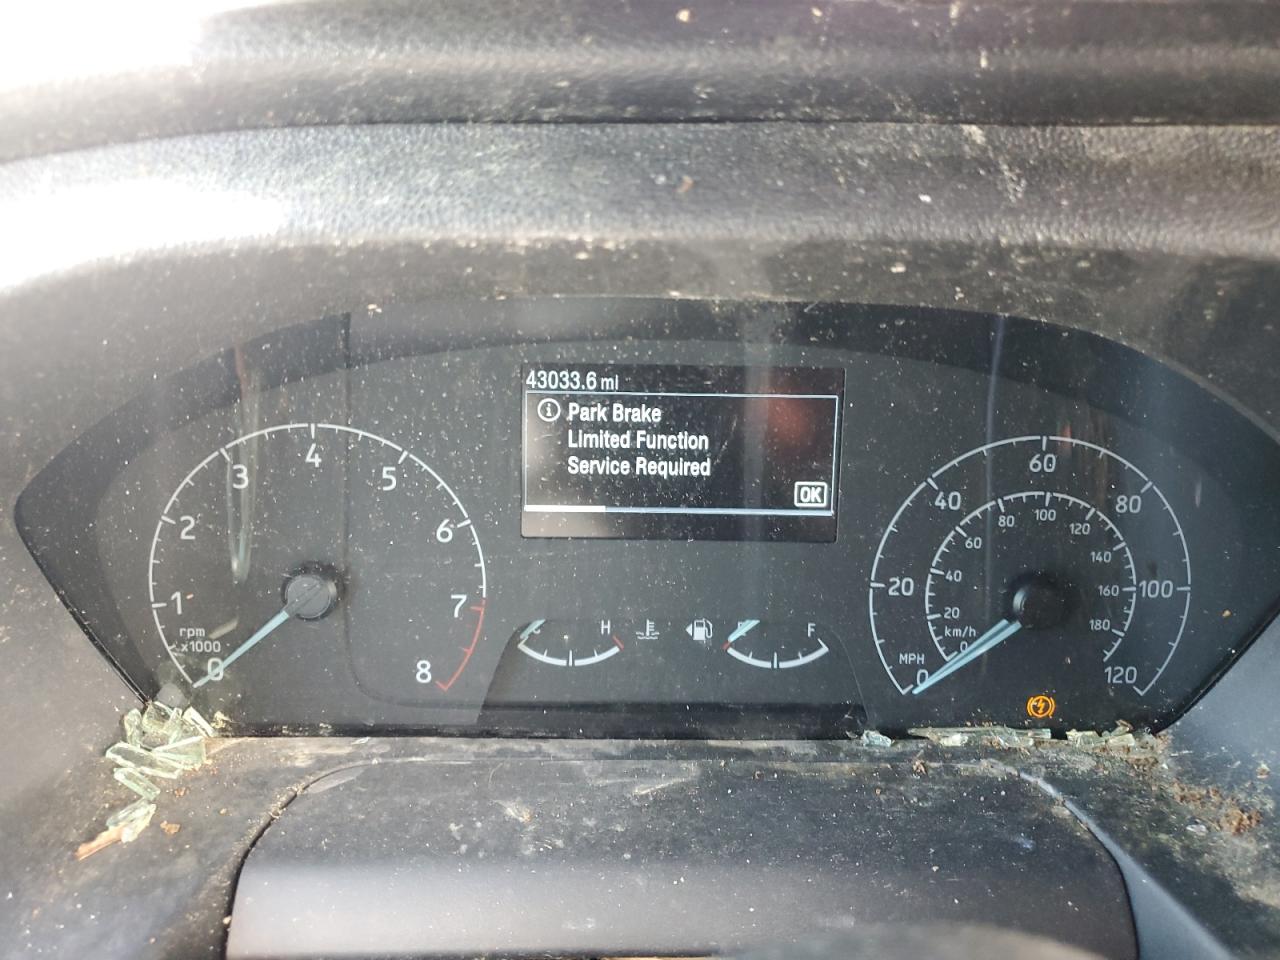 43033.6 mi
i Park Brake
Limited Function
Service Required
OK
0
1
2
3
4
5
6
7
8
rpm
x1000
H
F
0
20
40
60
80
100
120
MPH
0
20
40
60
80
100
120
140
160
180
km/h